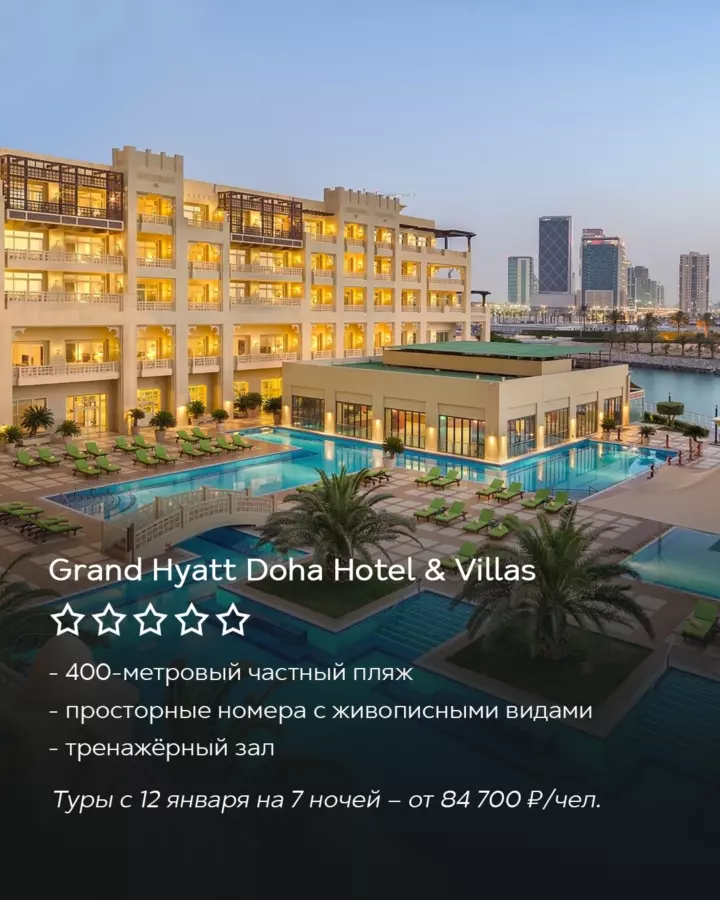 Grand Hyatt Doha Hotel & Villas
- 400-метровый частный пляж
- просторные номера с живописными видами
- тренажёрный зал
Туры с 12 января на 7 ночей – от 84 700 ₽/чел.